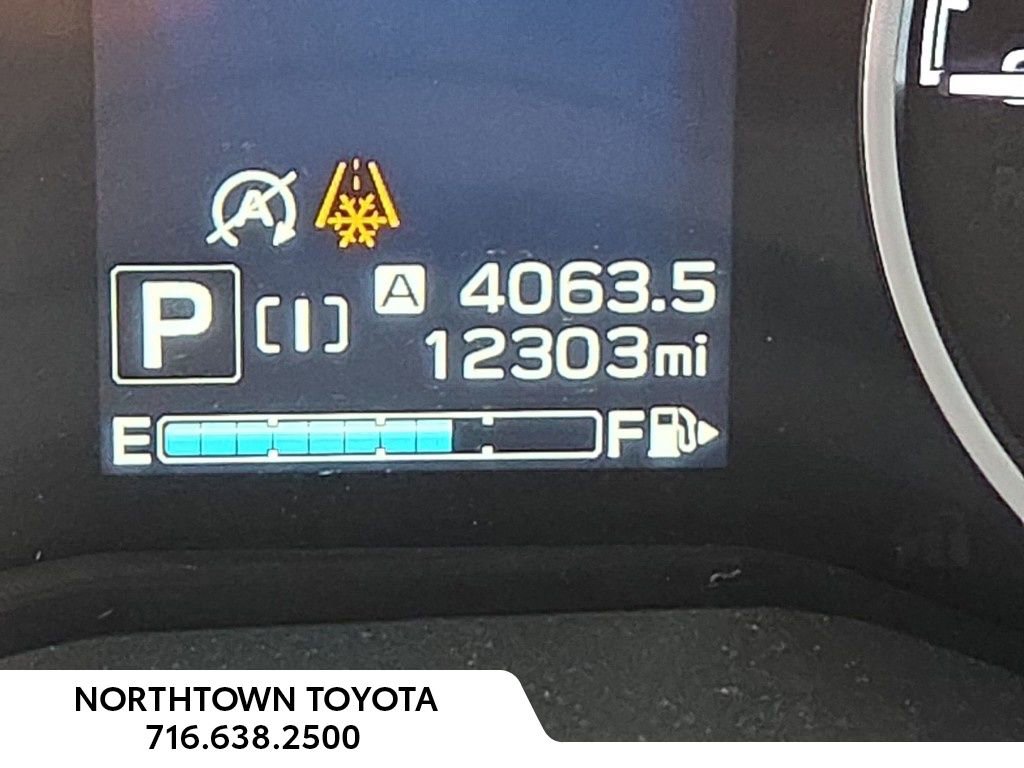 A
P [I] A 4063.5
12303mi
E F
NORTHTOWN TOYOTA
716.638.2500